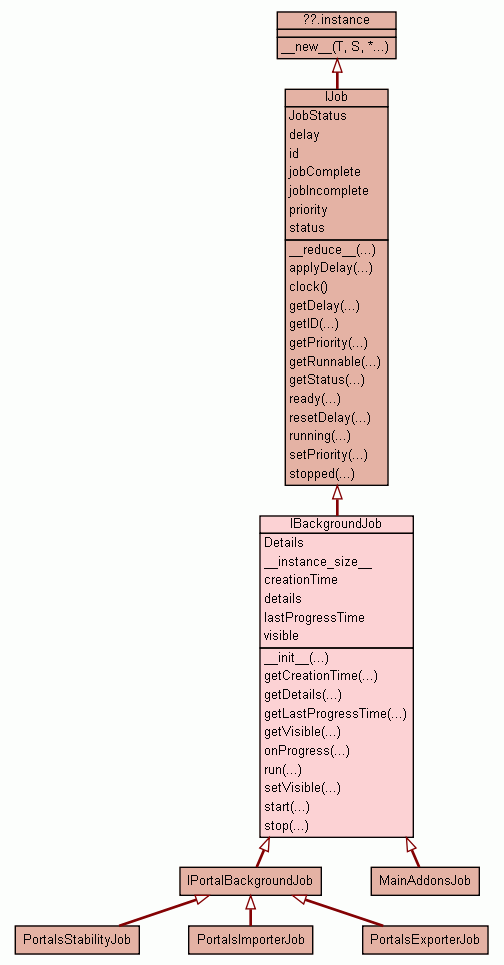 ??.instance
__new__(T, S, *...)
IJob
JobStatus
delay
id
jobComplete
jobIncomplete
priority
status
__reduce__(...)
applyDelay(...)
clock()
getDelay(...)
getID(...)
getPriority(...)
getRunnable(...)
getStatus(...)
ready(...)
resetDelay(...)
running(...)
setPriority(...)
stopped(...)
IBackgroundJob
Details
__instance_size__
creationTime
details
lastProgressTime
visible
__init__(...)
getCreationTime(...)
getDetails(...)
getLastProgressTime(...)
getVisible(...)
onProgress(...)
run(...)
setVisible(...)
start(...)
stop(...)
IPortalBackgroundJob
MainAddonsJob
PortalsStabilityJob
PortalsImporterJob
PortalsExporterJob